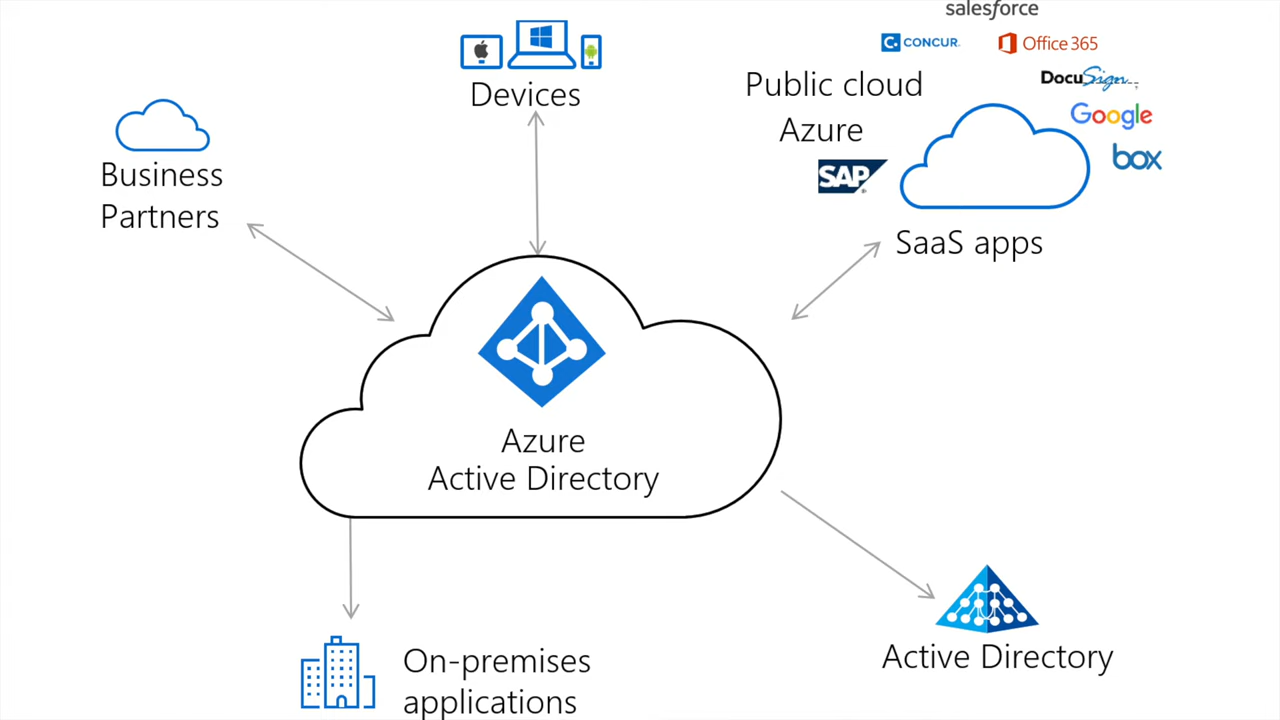 salesforce
CONCUR
Office 365
Devices
Public cloud
Azure
DocuSign
Google
box
SAP
Business
Partners
SaaS apps
Azure
Active Directory
On-premises
applications
Active Directory